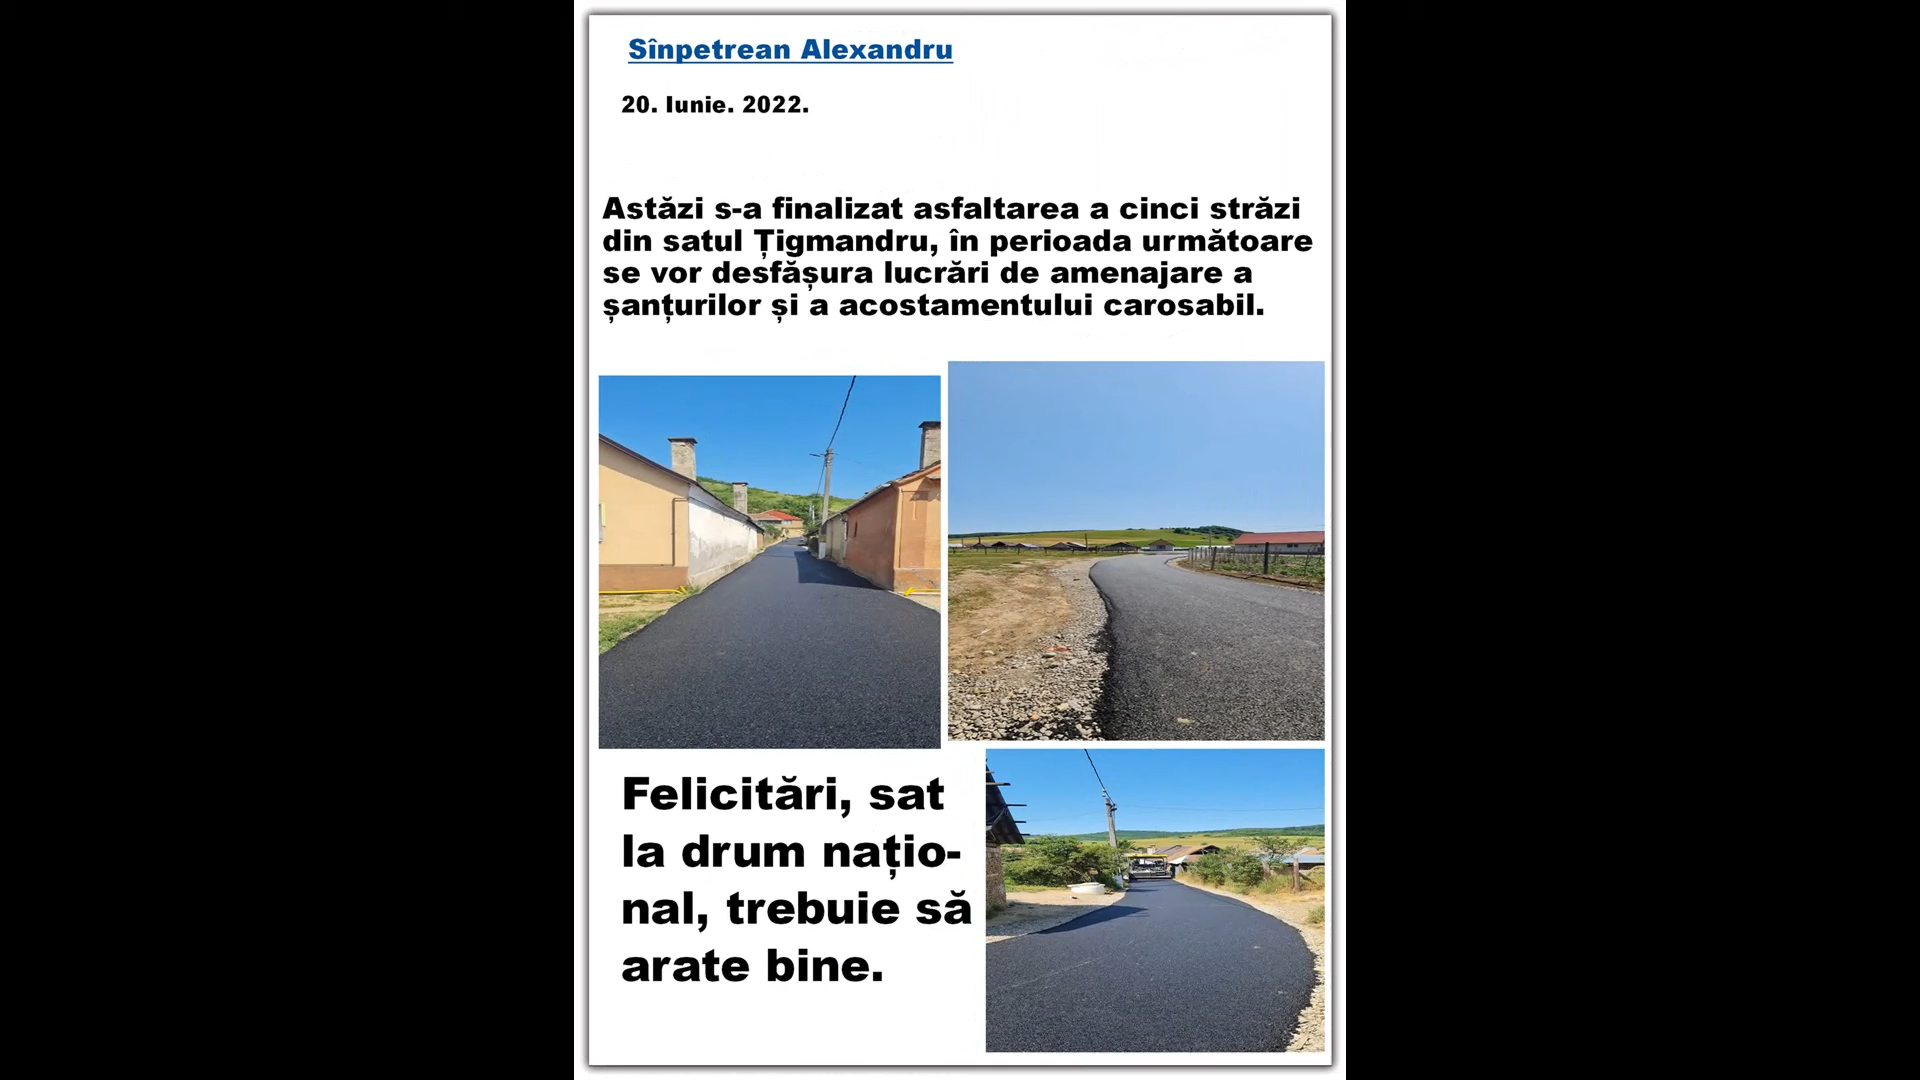 Sînpetrean Alexandru
20. Iunie. 2022.
Astăzi s-a finalizat asfaltarea a cinci străzi
din satul Țigmandru, în perioada următoare
se vor desfășura lucrări de amenajare a
șanțurilor și a acostamentului carosabil.
Felicitări, sat
la drum națio-
nal, trebuie să
arate bine.